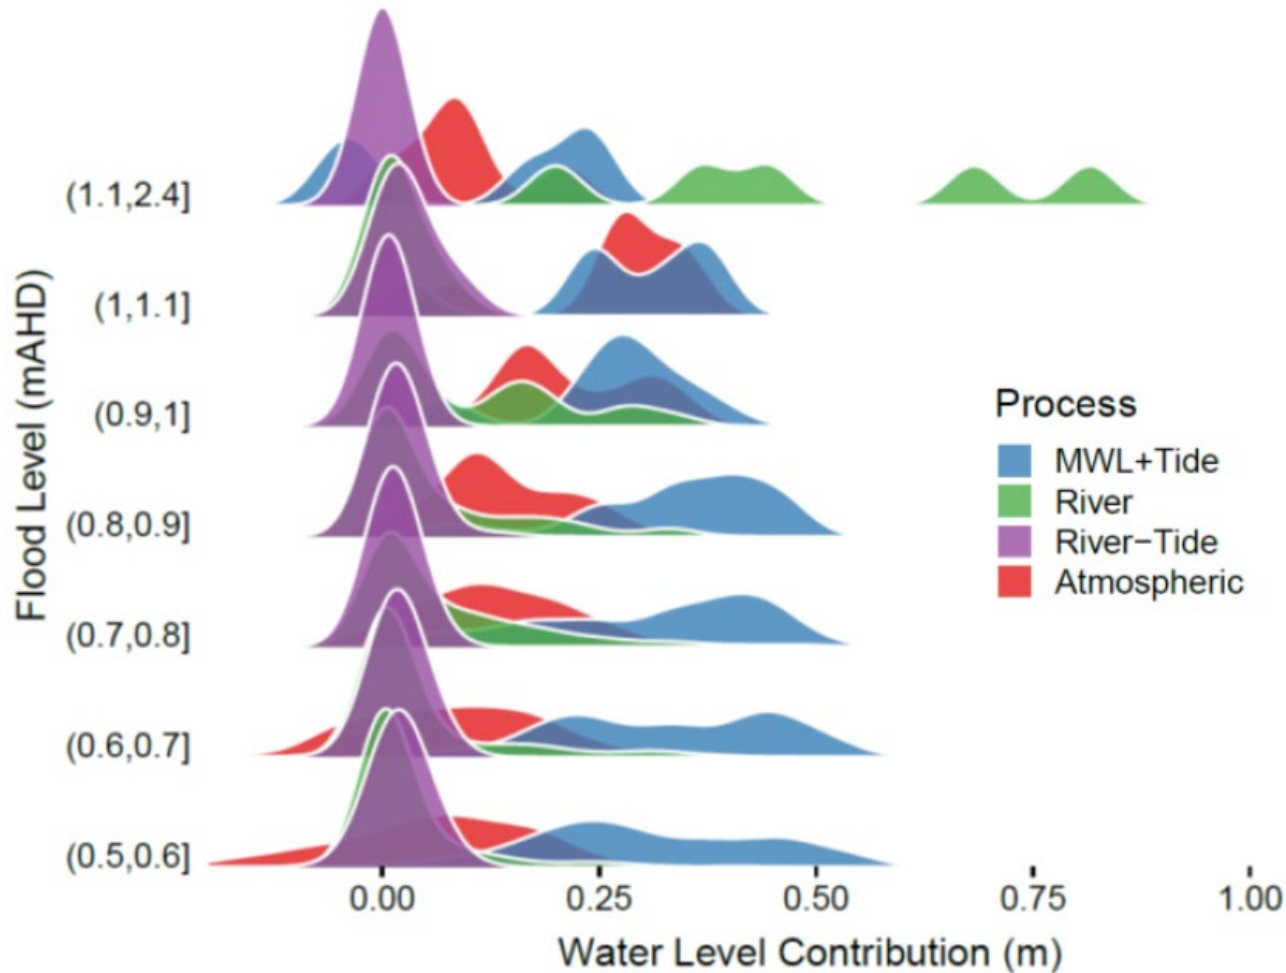 Flood Level (mAHD)
(1.1,2.4]
(1,1.1]
(0.9,1]
(0.8,0.9]
(0.7,0.8]
(0.6,0.7]
(0.5,0.6]
0.00 0.25 0.50 0.75 1.00
Water Level Contribution (m)
Process
MWL+Tide
River
River−Tide
Atmospheric